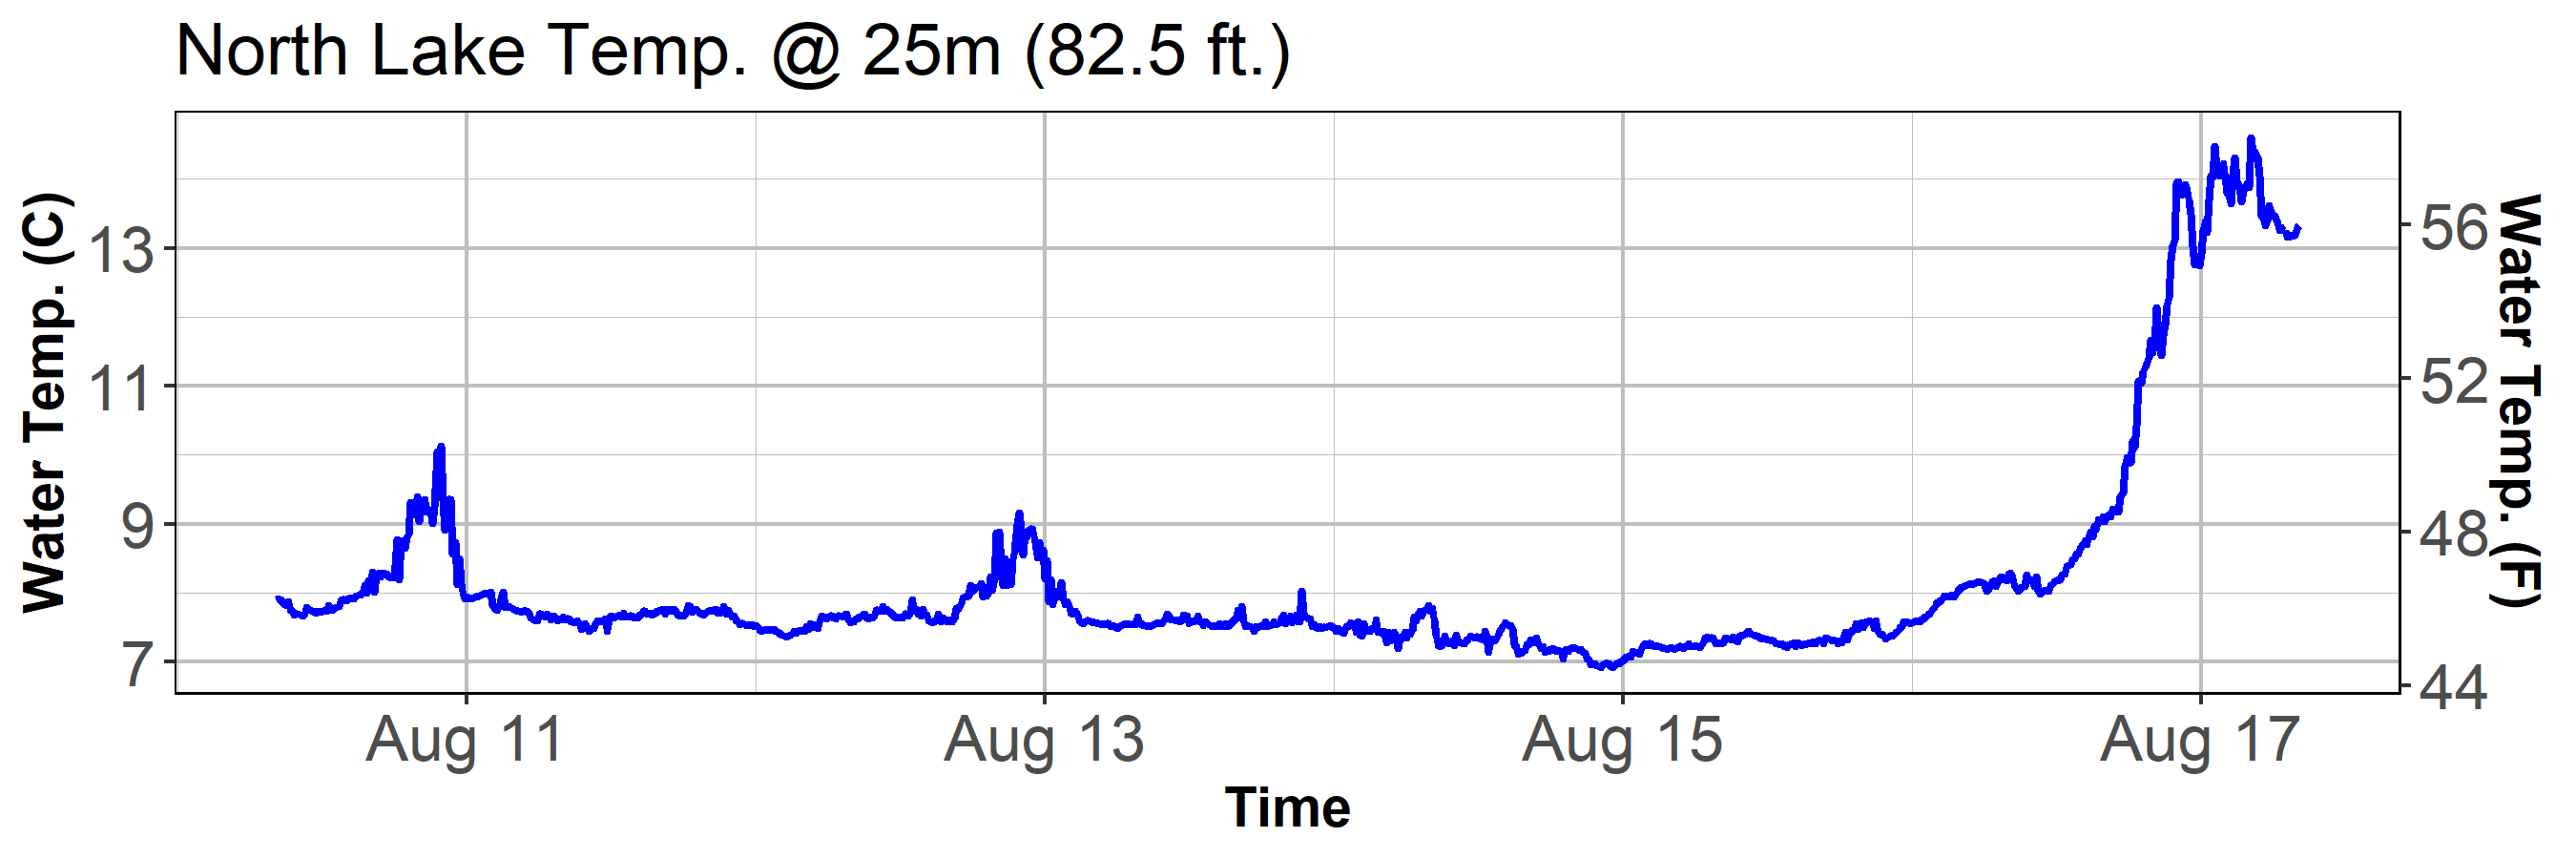 North Lake Temp. @ 25m (82.5 ft.)
Water Temp. (C)
13
11
9
7
56
52
48
44
Water Temp. (F)
Aug 11
Aug 13
Aug 15
Aug 17
Time